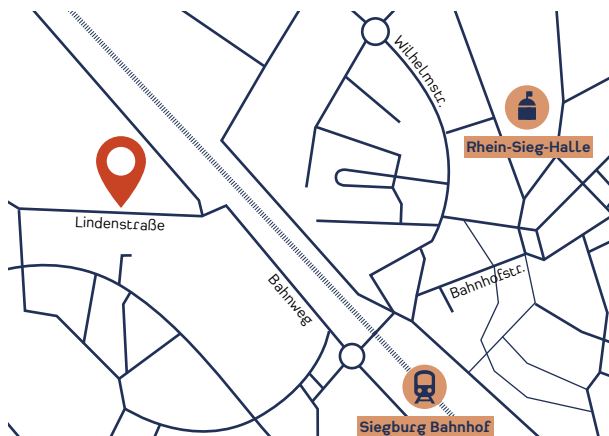 Wilhelmstr.
Rhein-Sieg-Halle
Lindenstraße
Bahnhofstr.
Bahnweg
Siegburg Bahnhof